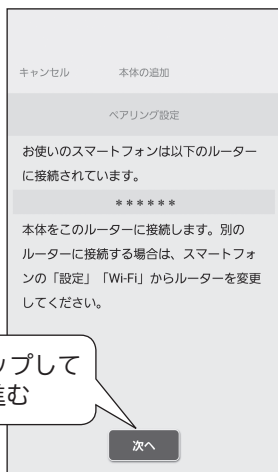 キャンセル 本体の追加
ペアリング設定
お使いのスマートフォンは以下のルーター
に接続されています。
******
本体をこのルーターに接続します。別の
ルーターに接続する場合は、スマートフォ
ンの「設定」「Wi-Fi」からルーターを変更
してください。
ップして
進む
次へ